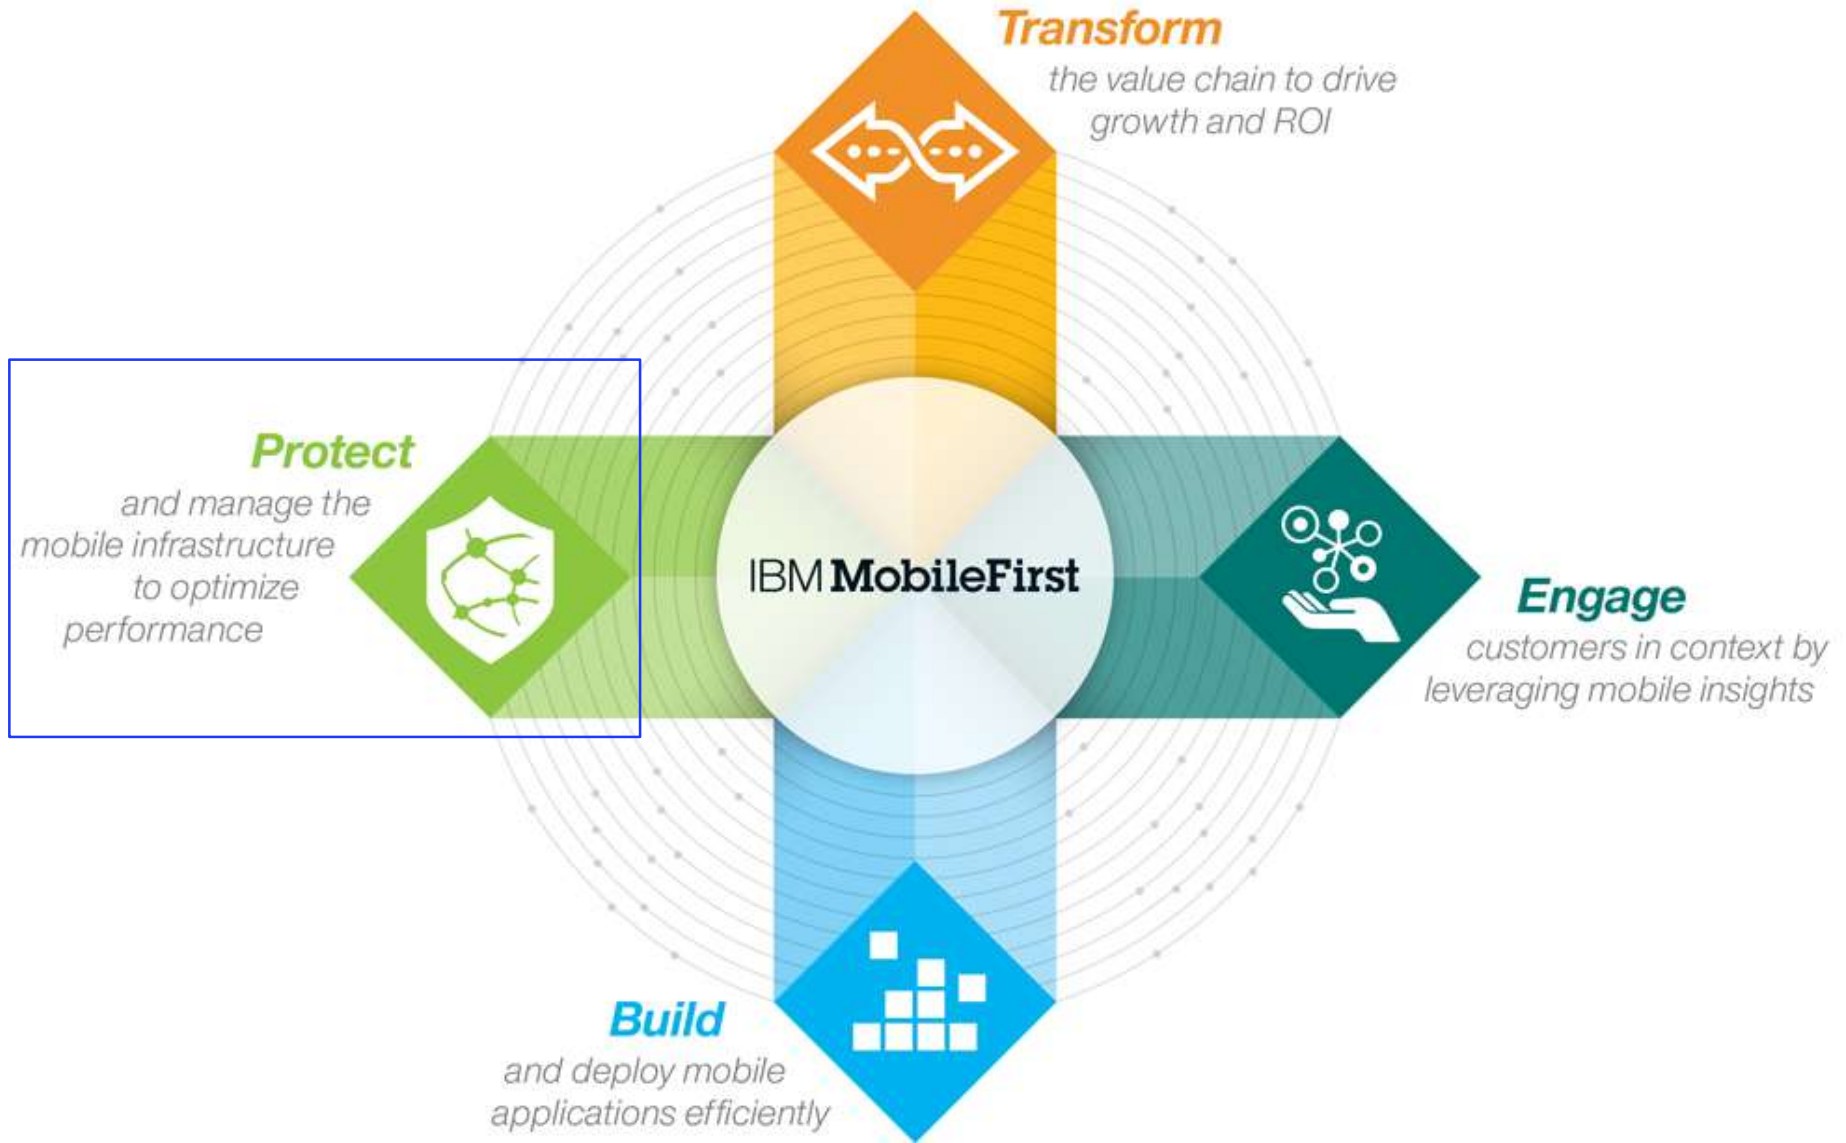 Transform
the value chain to drive
growth and ROI
Protect
and manage the
mobile infrastructure
to optimize
performance
IBM MobileFirst
Engage
customers in context by
leveraging mobile insights
Build
and deploy mobile
applications efficiently